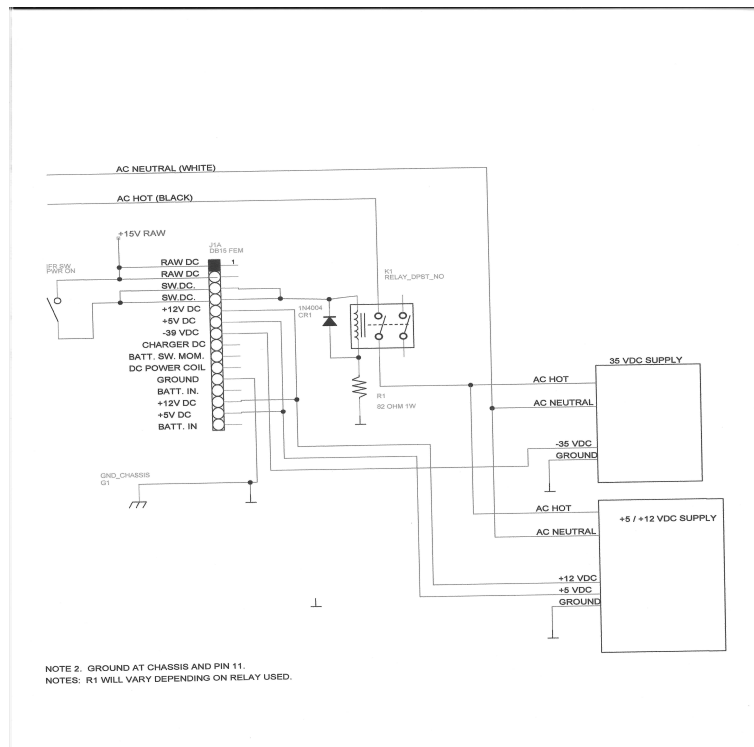 AC NEUTRAL (WHITE)
AC HOT (BLACK)
+15V RAW
J1A
DB15 FEM
IFR SW
PWR ON
RAW DC
1
RAW DC
SW.DC.
SW.DC.
+12V DC
+5V DC
-39 VDC
CHARGER DC
BATT. SW. MOM.
DC POWER COIL
GROUND
BATT. IN.
+12V DC
+5V DC
BATT. IN
K1
RELAY_DPST_NO
1N4004
CR1
R1
82 OHM 1W
GND_CHASSIS
G1
35 VDC SUPPLY
AC HOT
AC NEUTRAL
-35 VDC
GROUND
+5 / +12 VDC SUPPLY
AC HOT
AC NEUTRAL
+12 VDC
+5 VDC
GROUND
NOTE 2. GROUND AT CHASSIS AND PIN 11.
NOTES: R1 WILL VARY DEPENDING ON RELAY USED.